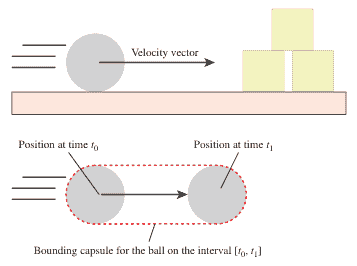 Velocity vector
Position at time t₀
Position at time t₁
Bounding capsule for the ball on the interval [t₀, t₁]